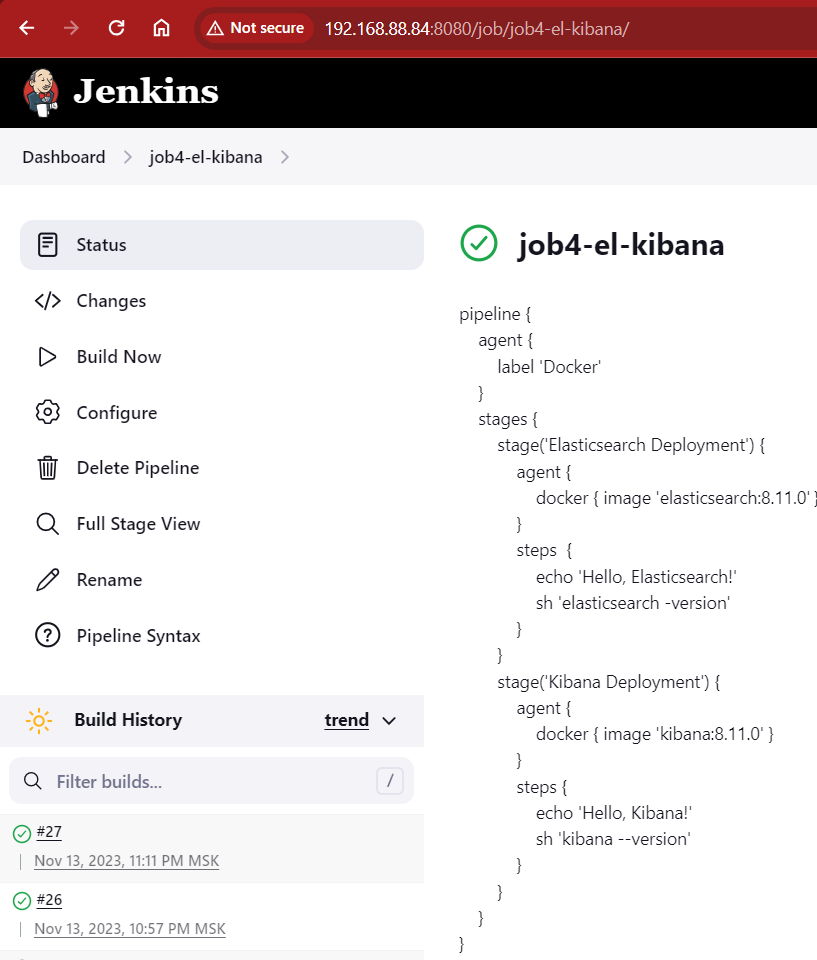 Not secure 192.168.88.84:8080/job/job4-el-kibana/
Jenkins
Dashboard job4-el-kibana
Status
Changes
Build Now
Configure
Delete Pipeline
Full Stage View
Rename
Pipeline Syntax
Build History trend
Filter builds... /
#27
Nov 13, 2023, 11:11 PM MSK
#26
Nov 13, 2023, 10:57 PM MSK
job4-el-kibana
pipeline {
agent {
label 'Docker'
}
stages {
stage('Elasticsearch Deployment') {
agent {
docker { image 'elasticsearch:8.11.0' }
}
steps  {
echo 'Hello, Elasticsearch!'
sh 'elasticsearch -version'
}
}
stage('Kibana Deployment') {
agent {
docker { image 'kibana:8.11.0' }
}
steps {
echo 'Hello, Kibana!'
sh 'kibana --version'
}
}
}
}